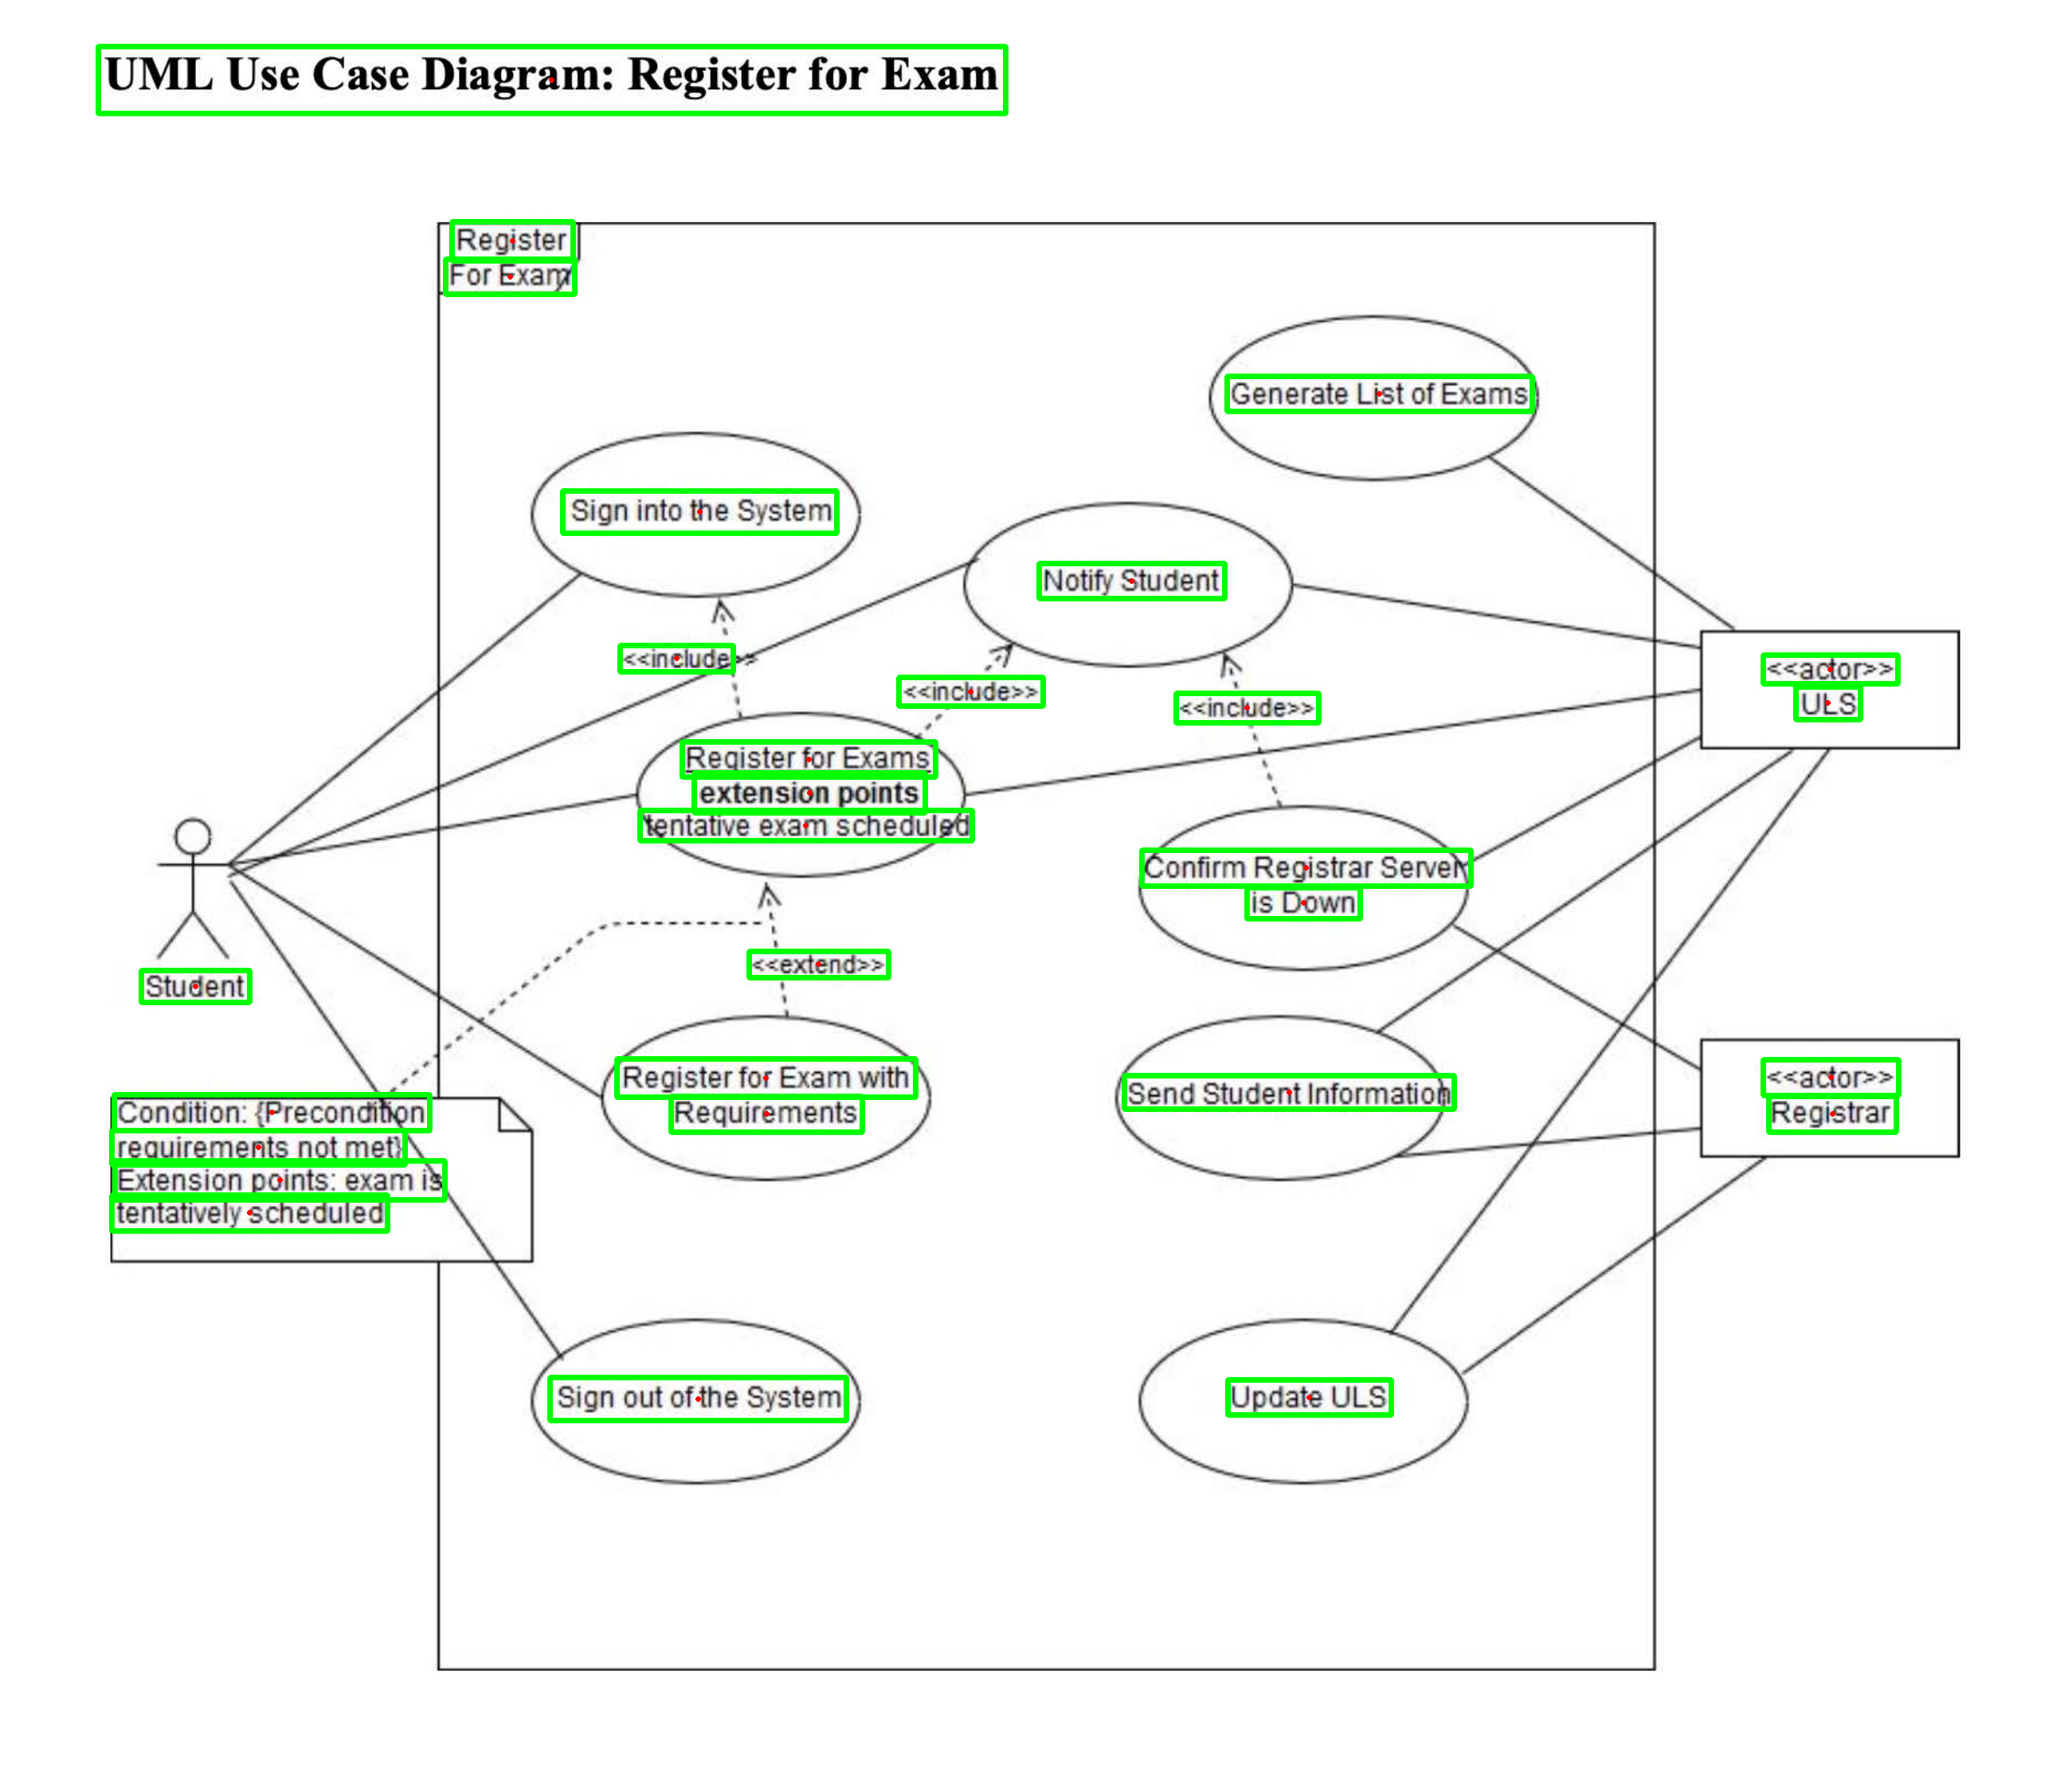 UML Use Case Diagram: Register for Exam
Register
For Exam
Generate List of Exams
Sign into the System
Notify Student
<<include>>
<<include>>
<<include>>
<<actor>>
ULS
Register for Exams
extension points
tentative exam scheduled
Confirm Registrar Server
is Down
Student
<<extend>>
Register for Exam with
Requirements
Send Student Information
<<actor>>
Registrar
Condition: {Precondition
requirements not met}
Extension points: exam is
tentatively scheduled
Sign out of the System
Update ULS